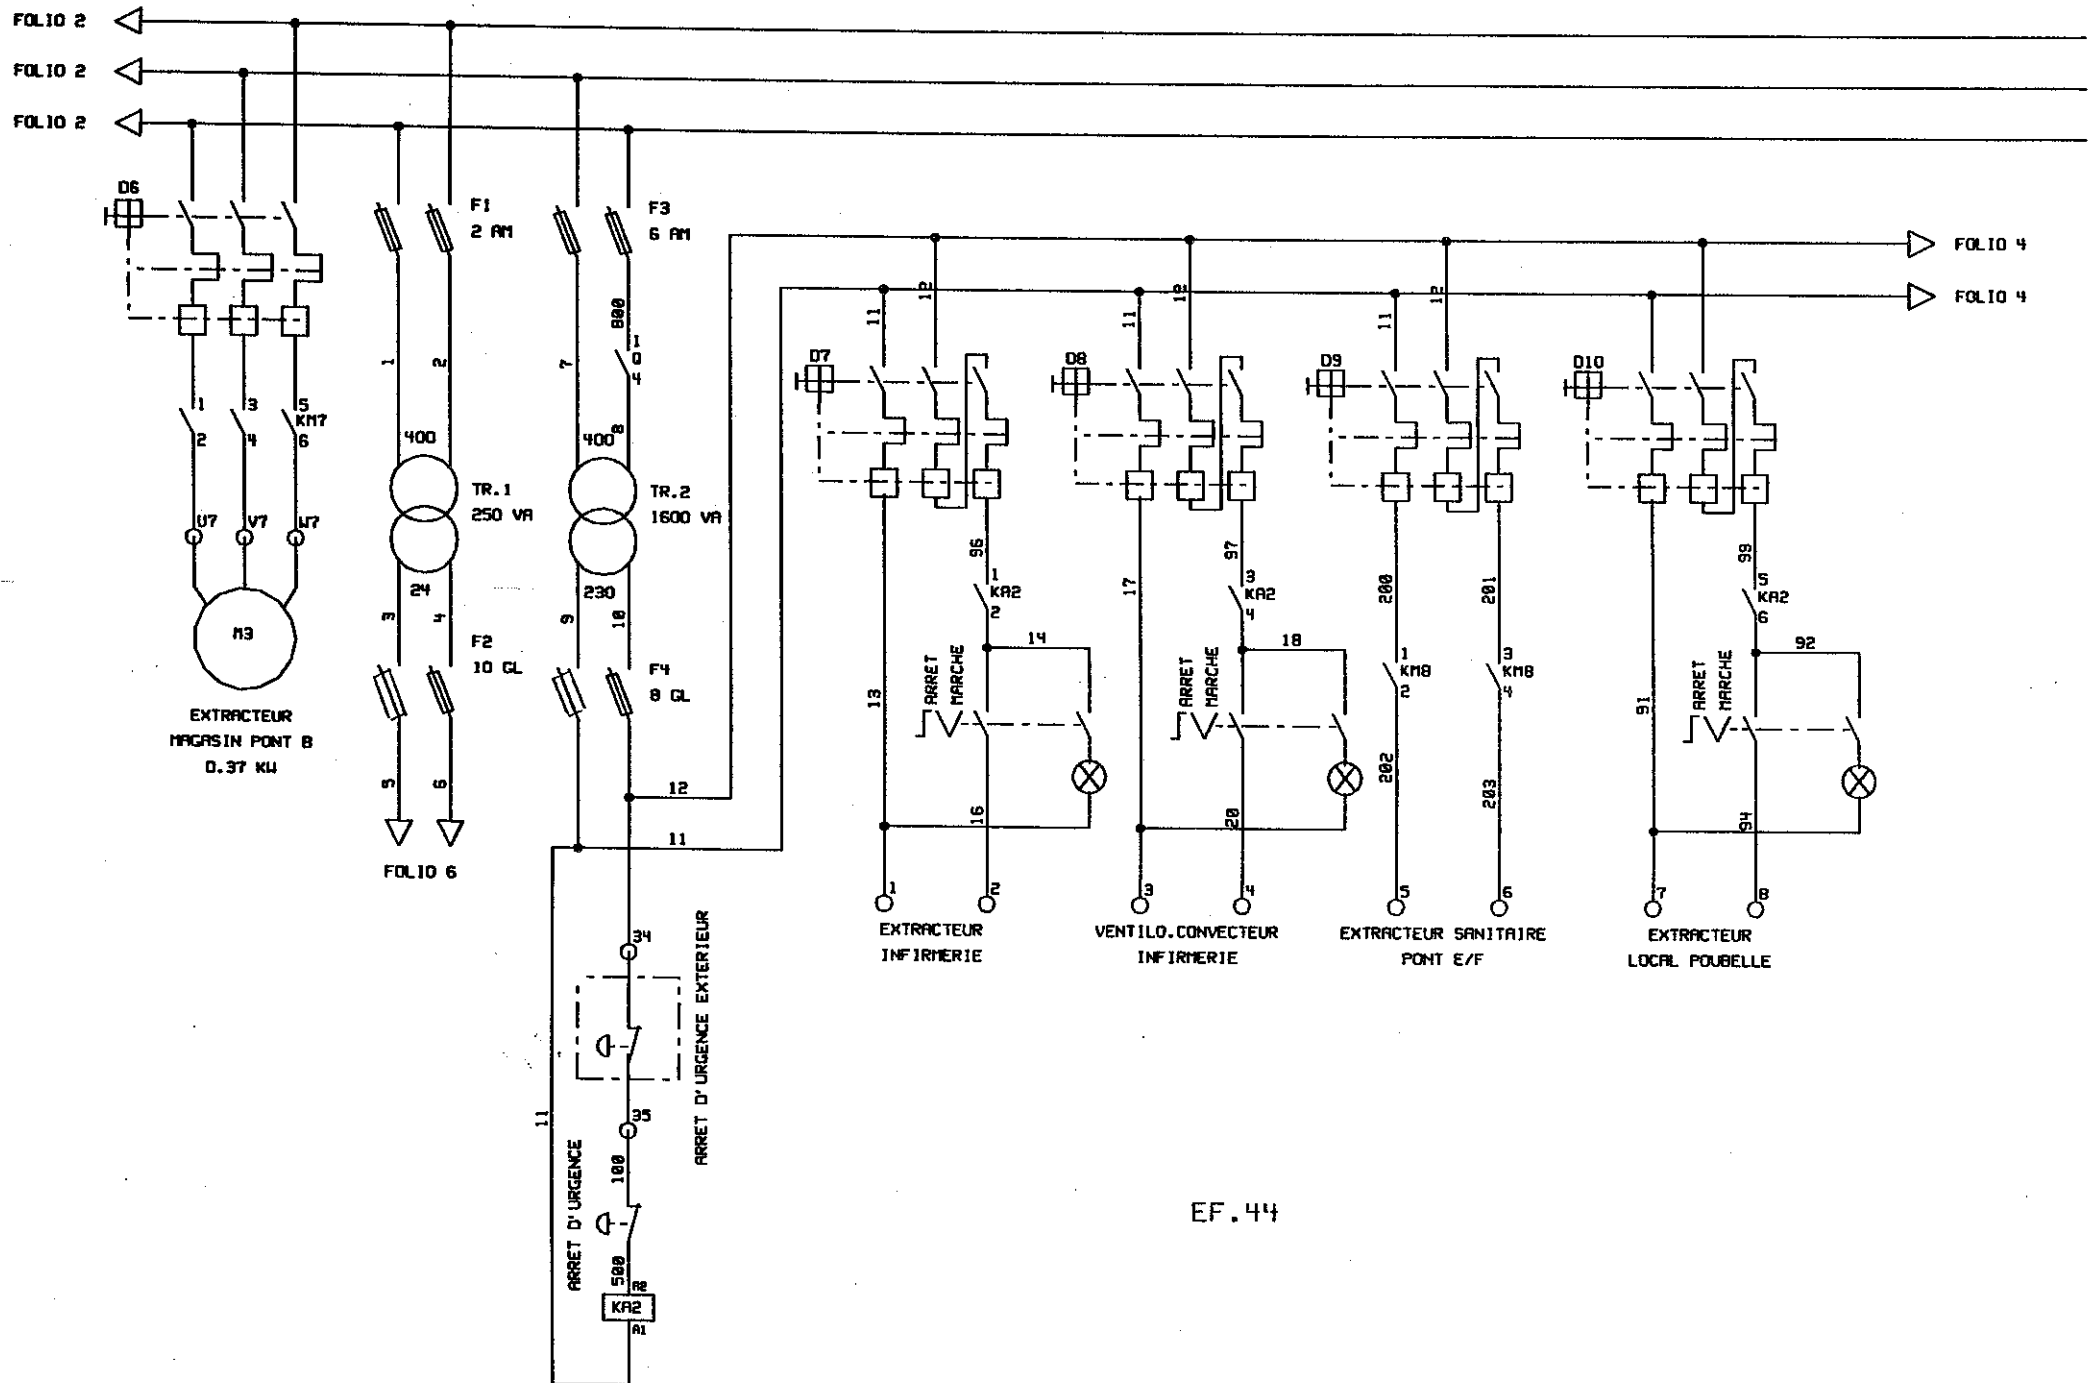 FOLIO 2
FOLIO 2
FOLIO 2
D6
F1
2 AM
F3
6 AM
FOLIO 4
FOLIO 4
12
12
12
11
11
11
800
1
Q
4
1
2
7
8
D7
D8
D9
D10
1
3
5
KM7
2
4
6
400
400
TR.1
250 VA
TR.2
1600 VA
U7
V7
W7
24
230
3
4
9
10
96
97
99
17
200
201
1
KA2
2
3
KA2
4
5
KA2
6
M3
F2
10 GL
F4
8 GL
14
18
92
ARRET
MARCHE
ARRET
MARCHE
ARRET
MARCHE
1
KM8
2
3
KM8
4
13
91
EXTRACTEUR
MAGASIN PONT B
0.37 KW
5
6
12
11
202
203
16
20
94
FOLIO 6
1
2
3
4
5
6
7
8
EXTRACTEUR
INFIRMERIE
VENTILO.CONVECTEUR
INFIRMERIE
EXTRACTEUR SANITAIRE
PONT E/F
EXTRACTEUR
LOCAL POUBELLE
34
ARRET D'URGENCE EXTERIEUR
35
11
100
ARRET D'URGENCE
500
A2
KA2
A1
EF.44